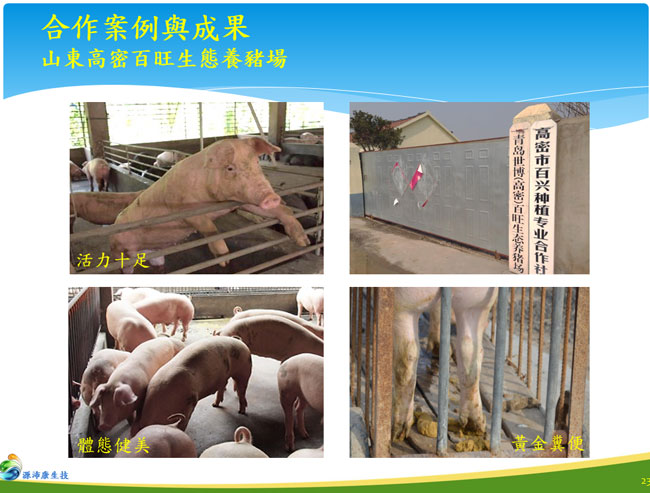 合作案例與成果
山東高密百旺生態養豬場
活力十足
高密市百兴种植专业合作社
青岛世博(高密)百旺生态养猪场
體態健美
黃金糞便
源沛康生技
23